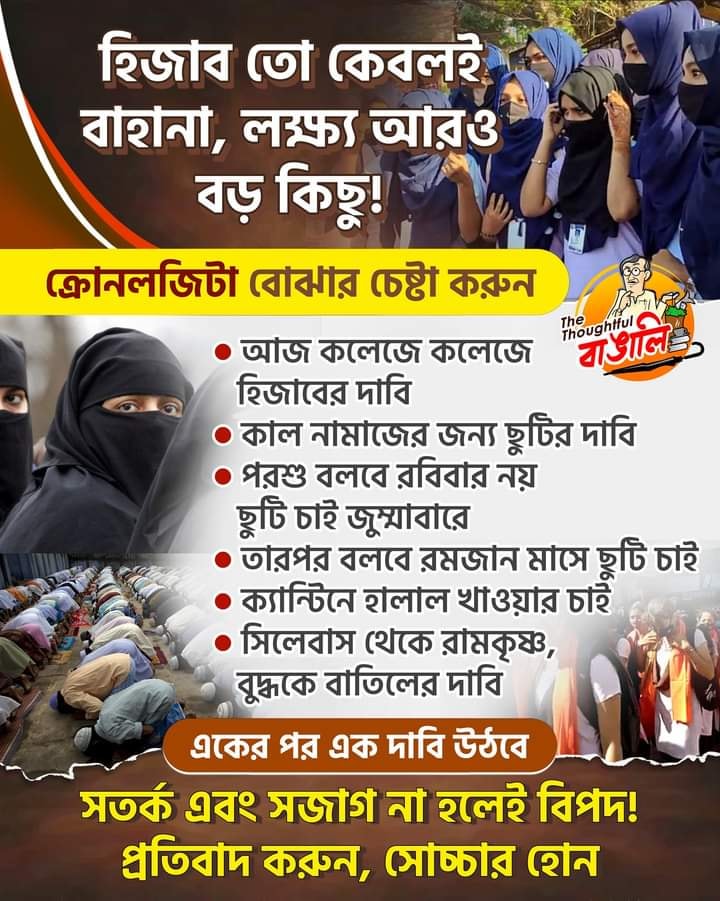 হিজাব তো কেবলই
বাহানা, লক্ষ্য আরও
বড় কিছু!
ক্রোনলজিটা বোঝার চেষ্টা করুন
The
Thoughtful
বাঙালি
• আজ কলেজে কলেজে
হিজাবের দাবি
• কাল নামাজের জন্য ছুটির দাবি
• পরশু বলবে রবিবার নয়
ছুটি চাই জুম্মাবারে
• তারপর বলবে রমজান মাসে ছুটি চাই
• ক্যান্টিনে হালাল খাওয়ার চাই
• সিলেবাস থেকে রামকৃষ্ণ,
বুদ্ধকে বাতিলের দাবি
একের পর এক দাবি উঠবে
সতর্ক এবং সজাগ না হলেই বিপদ!
প্রতিবাদ করুন, সোচ্চার হোন